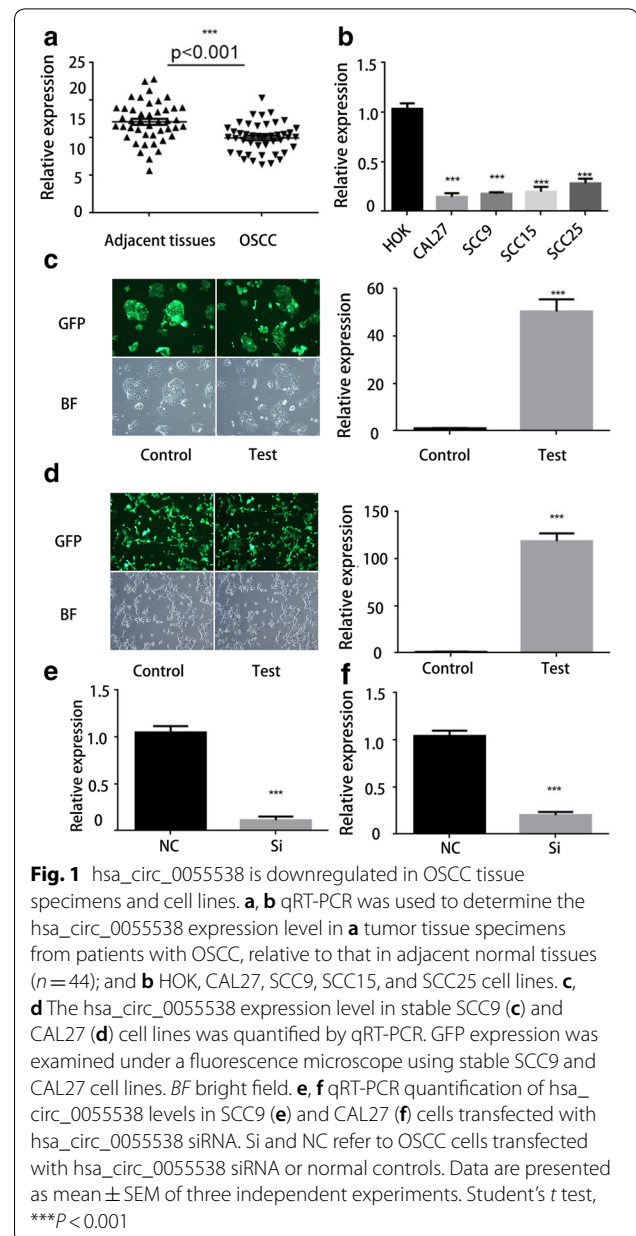 a
***
p<0.001
Relative expression
25
20
15
10
5
0
Adjacent tissues OSCC
b
Relative expression
1.5
1.0
0.5
0.0
*** *** *** ***
HOK CAL27 SCC9 SCC15 SCC25
c
GFP
BF
Control Test
Relative expression
60
40
20
0
***
Control Test
d
GFP
BF
Control Test
Relative expression
150
100
50
0
***
Control Test
e
Relative expression
1.5
1.0
0.5
0
***
NC Si
f
Relative expression
1.5
1.0
0.5
0
***
NC Si
Fig. 1 hsa_circ_0055538 is downregulated in OSCC tissue
specimens and cell lines. a, b qRT-PCR was used to determine the
hsa_circ_0055538 expression level in a tumor tissue specimens
from patients with OSCC, relative to that in adjacent normal tissues
(n = 44); and b HOK, CAL27, SCC9, SCC15, and SCC25 cell lines. c,
d The hsa_circ_0055538 expression level in stable SCC9 (c) and
CAL27 (d) cell lines was quantified by qRT-PCR. GFP expression was
examined under a fluorescence microscope using stable SCC9 and
CAL27 cell lines. BF bright field. e, f qRT-PCR quantification of hsa_
circ_0055538 levels in SCC9 (e) and CAL27 (f) cells transfected with
hsa_circ_0055538 siRNA. Si and NC refer to OSCC cells transfected
with hsa_circ_0055538 siRNA or normal controls. Data are presented
as mean ± SEM of three independent experiments. Student's t test,
***P < 0.001